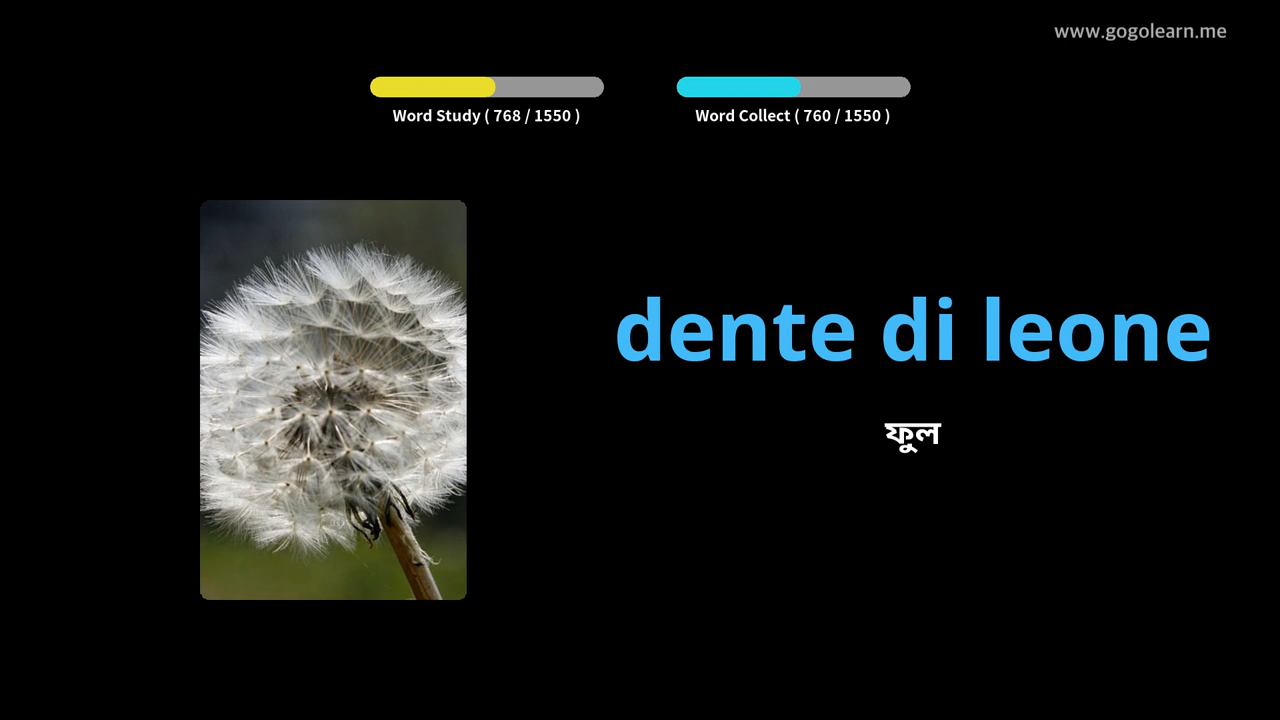 www.gogolearn.me
Word Study ( 768 / 1550 )
Word Collect ( 760 / 1550 )
dente di leone
ফুল